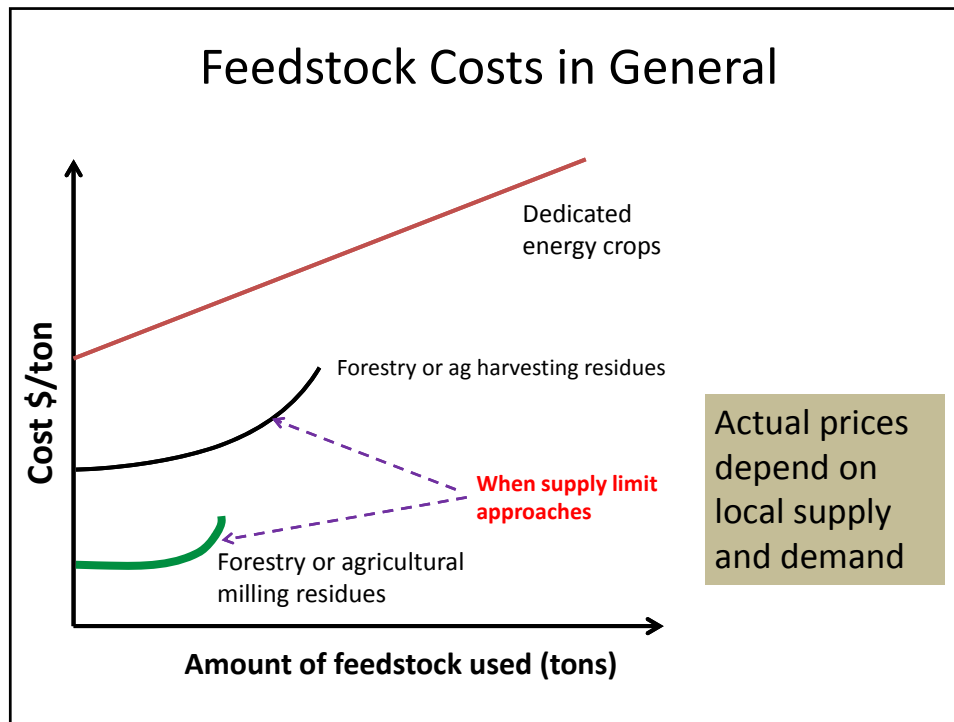 Feedstock Costs in General
Cost $/ton
Dedicated
energy crops
Forestry or ag harvesting residues
When supply limit
approaches
Forestry or agricultural
milling residues
Actual prices
depend on
local supply
and demand
Amount of feedstock used (tons)